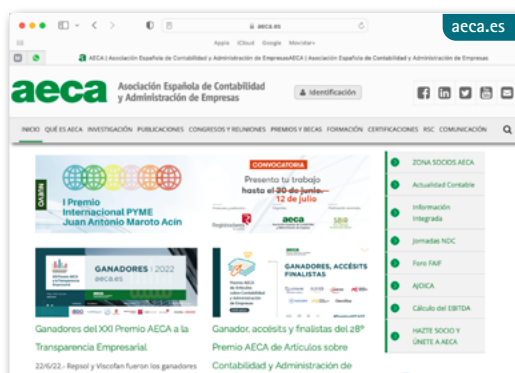 aeca.es
aeca.es
Apple iCloud Google Movistar
AECA | Asociación Española de Contabilidad y Administración de EmpresasAECA | Asociación Española de Contabilidad y Administración de Empresas
aeca
Asociación Española de Contabilidad
y Administración de Empresas
Identificación
INICIO QUÉ ES AECA INVESTIGACIÓN PUBLICACIONES CONGRESOS Y REUNIONES PREMIOS Y BECAS FORMACIÓN CERTIFICACIONES RSC COMUNICACIÓN
NUEVO
I Premio
Internacional PYME
Juan Antonio Maroto Acín
CONVOCATORIA
Presenta tu trabajo
hasta el 30 de junio.
12 de julio
Registradores
aeca
ZONA SOCIOS AECA
Actualidad Contable
Información
Integrada
Jornadas NDC
Foro FAIF
AJOICA
Cálculo del EBITDA
HAZTE SOCIO Y
ÚNETE A AECA
GANADORES | 2022
aeca.es
GANADORES, ACCÉSITS
FINALISTAS
Ganadores del XXI Premio AECA a la
Transparencia Empresarial
22/6/22.- Repsol y Viscofan fueron los ganadores
Ganador, accésits y finalistas del 28º
Premio AECA de Artículos sobre
Contabilidad y Administración de